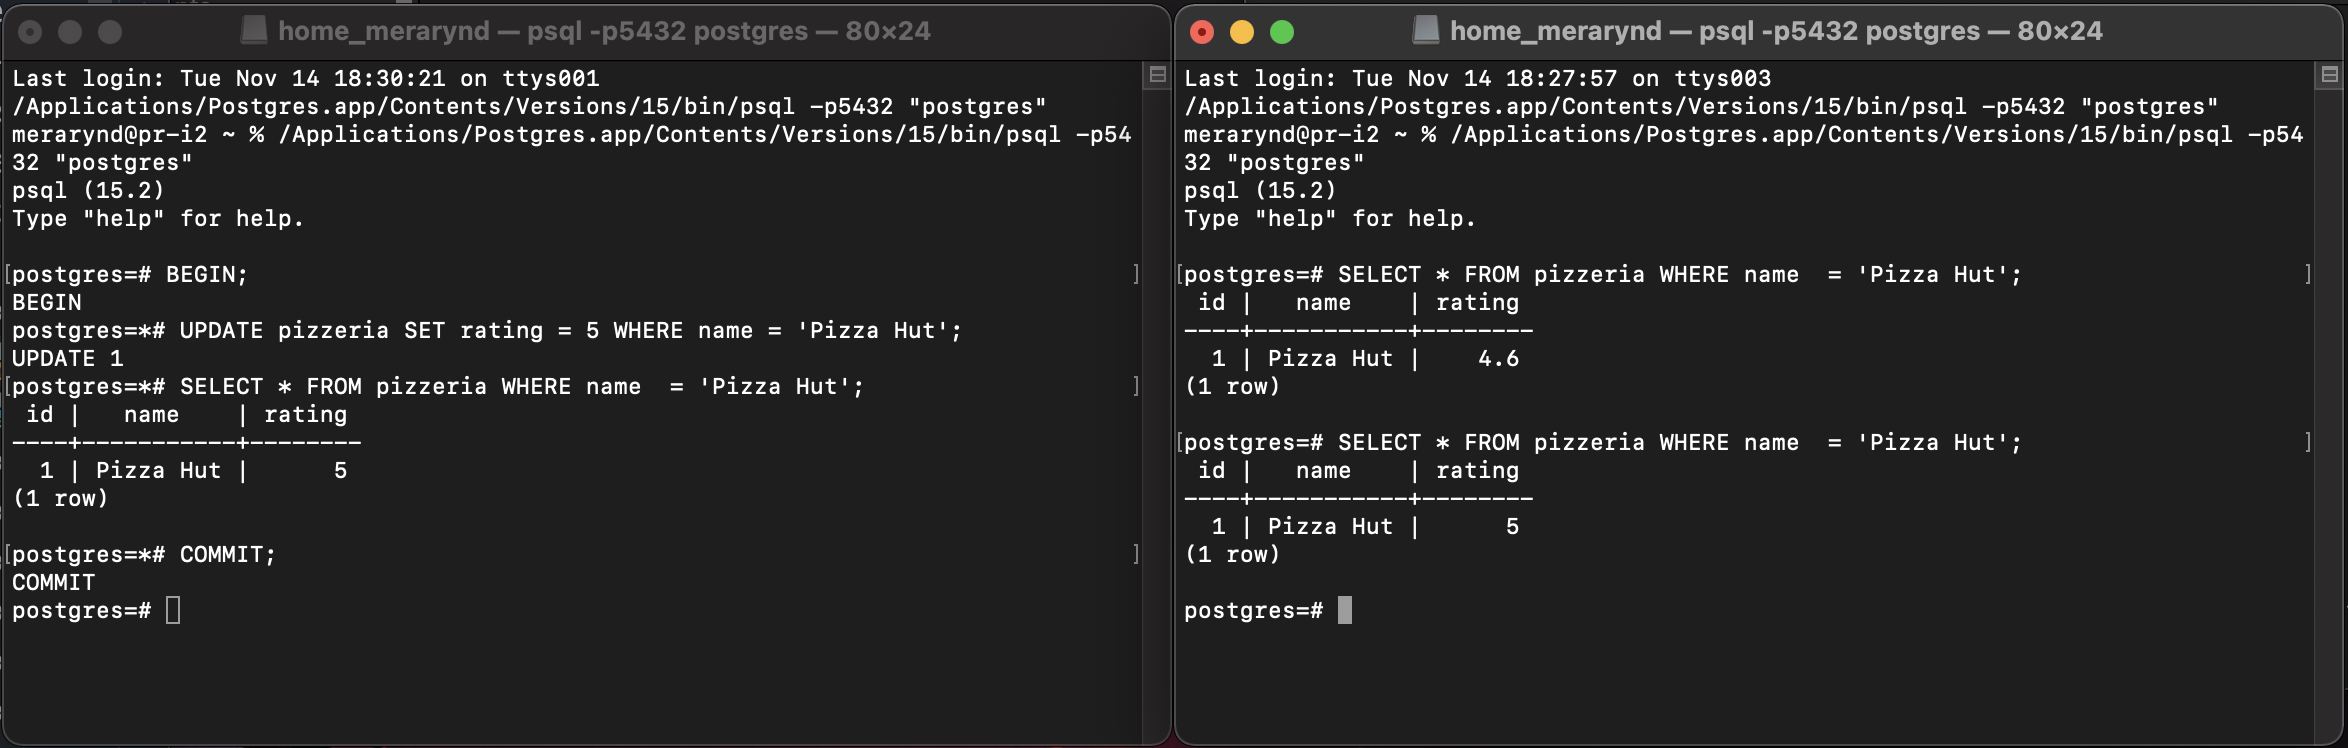 home_merarynd — psql -p5432 postgres — 80×24
Last login: Tue Nov 14 18:30:21 on ttys001
/Applications/Postgres.app/Contents/Versions/15/bin/psql -p5432 "postgres"
merarynd@pr-i2 ~ % /Applications/Postgres.app/Contents/Versions/15/bin/psql -p54
32 "postgres"
psql (15.2)
Type "help" for help.
[postgres=# BEGIN; ]
BEGIN
postgres=*# UPDATE pizzeria SET rating = 5 WHERE name = 'Pizza Hut';
UPDATE 1
[postgres=*# SELECT * FROM pizzeria WHERE name  = 'Pizza Hut'; ]
 id |   name    | rating
----+-----------+--------
  1 | Pizza Hut |      5
(1 row)
[postgres=*# COMMIT; ]
COMMIT
postgres=#
home_merarynd — psql -p5432 postgres — 80×24
Last login: Tue Nov 14 18:27:57 on ttys003
/Applications/Postgres.app/Contents/Versions/15/bin/psql -p5432 "postgres"
merarynd@pr-i2 ~ % /Applications/Postgres.app/Contents/Versions/15/bin/psql -p54
32 "postgres"
psql (15.2)
Type "help" for help.
[postgres=# SELECT * FROM pizzeria WHERE name  = 'Pizza Hut'; ]
 id |   name    | rating
----+-----------+--------
  1 | Pizza Hut |    4.6
(1 row)
[postgres=# SELECT * FROM pizzeria WHERE name  = 'Pizza Hut'; ]
 id |   name    | rating
----+-----------+--------
  1 | Pizza Hut |      5
(1 row)
postgres=#